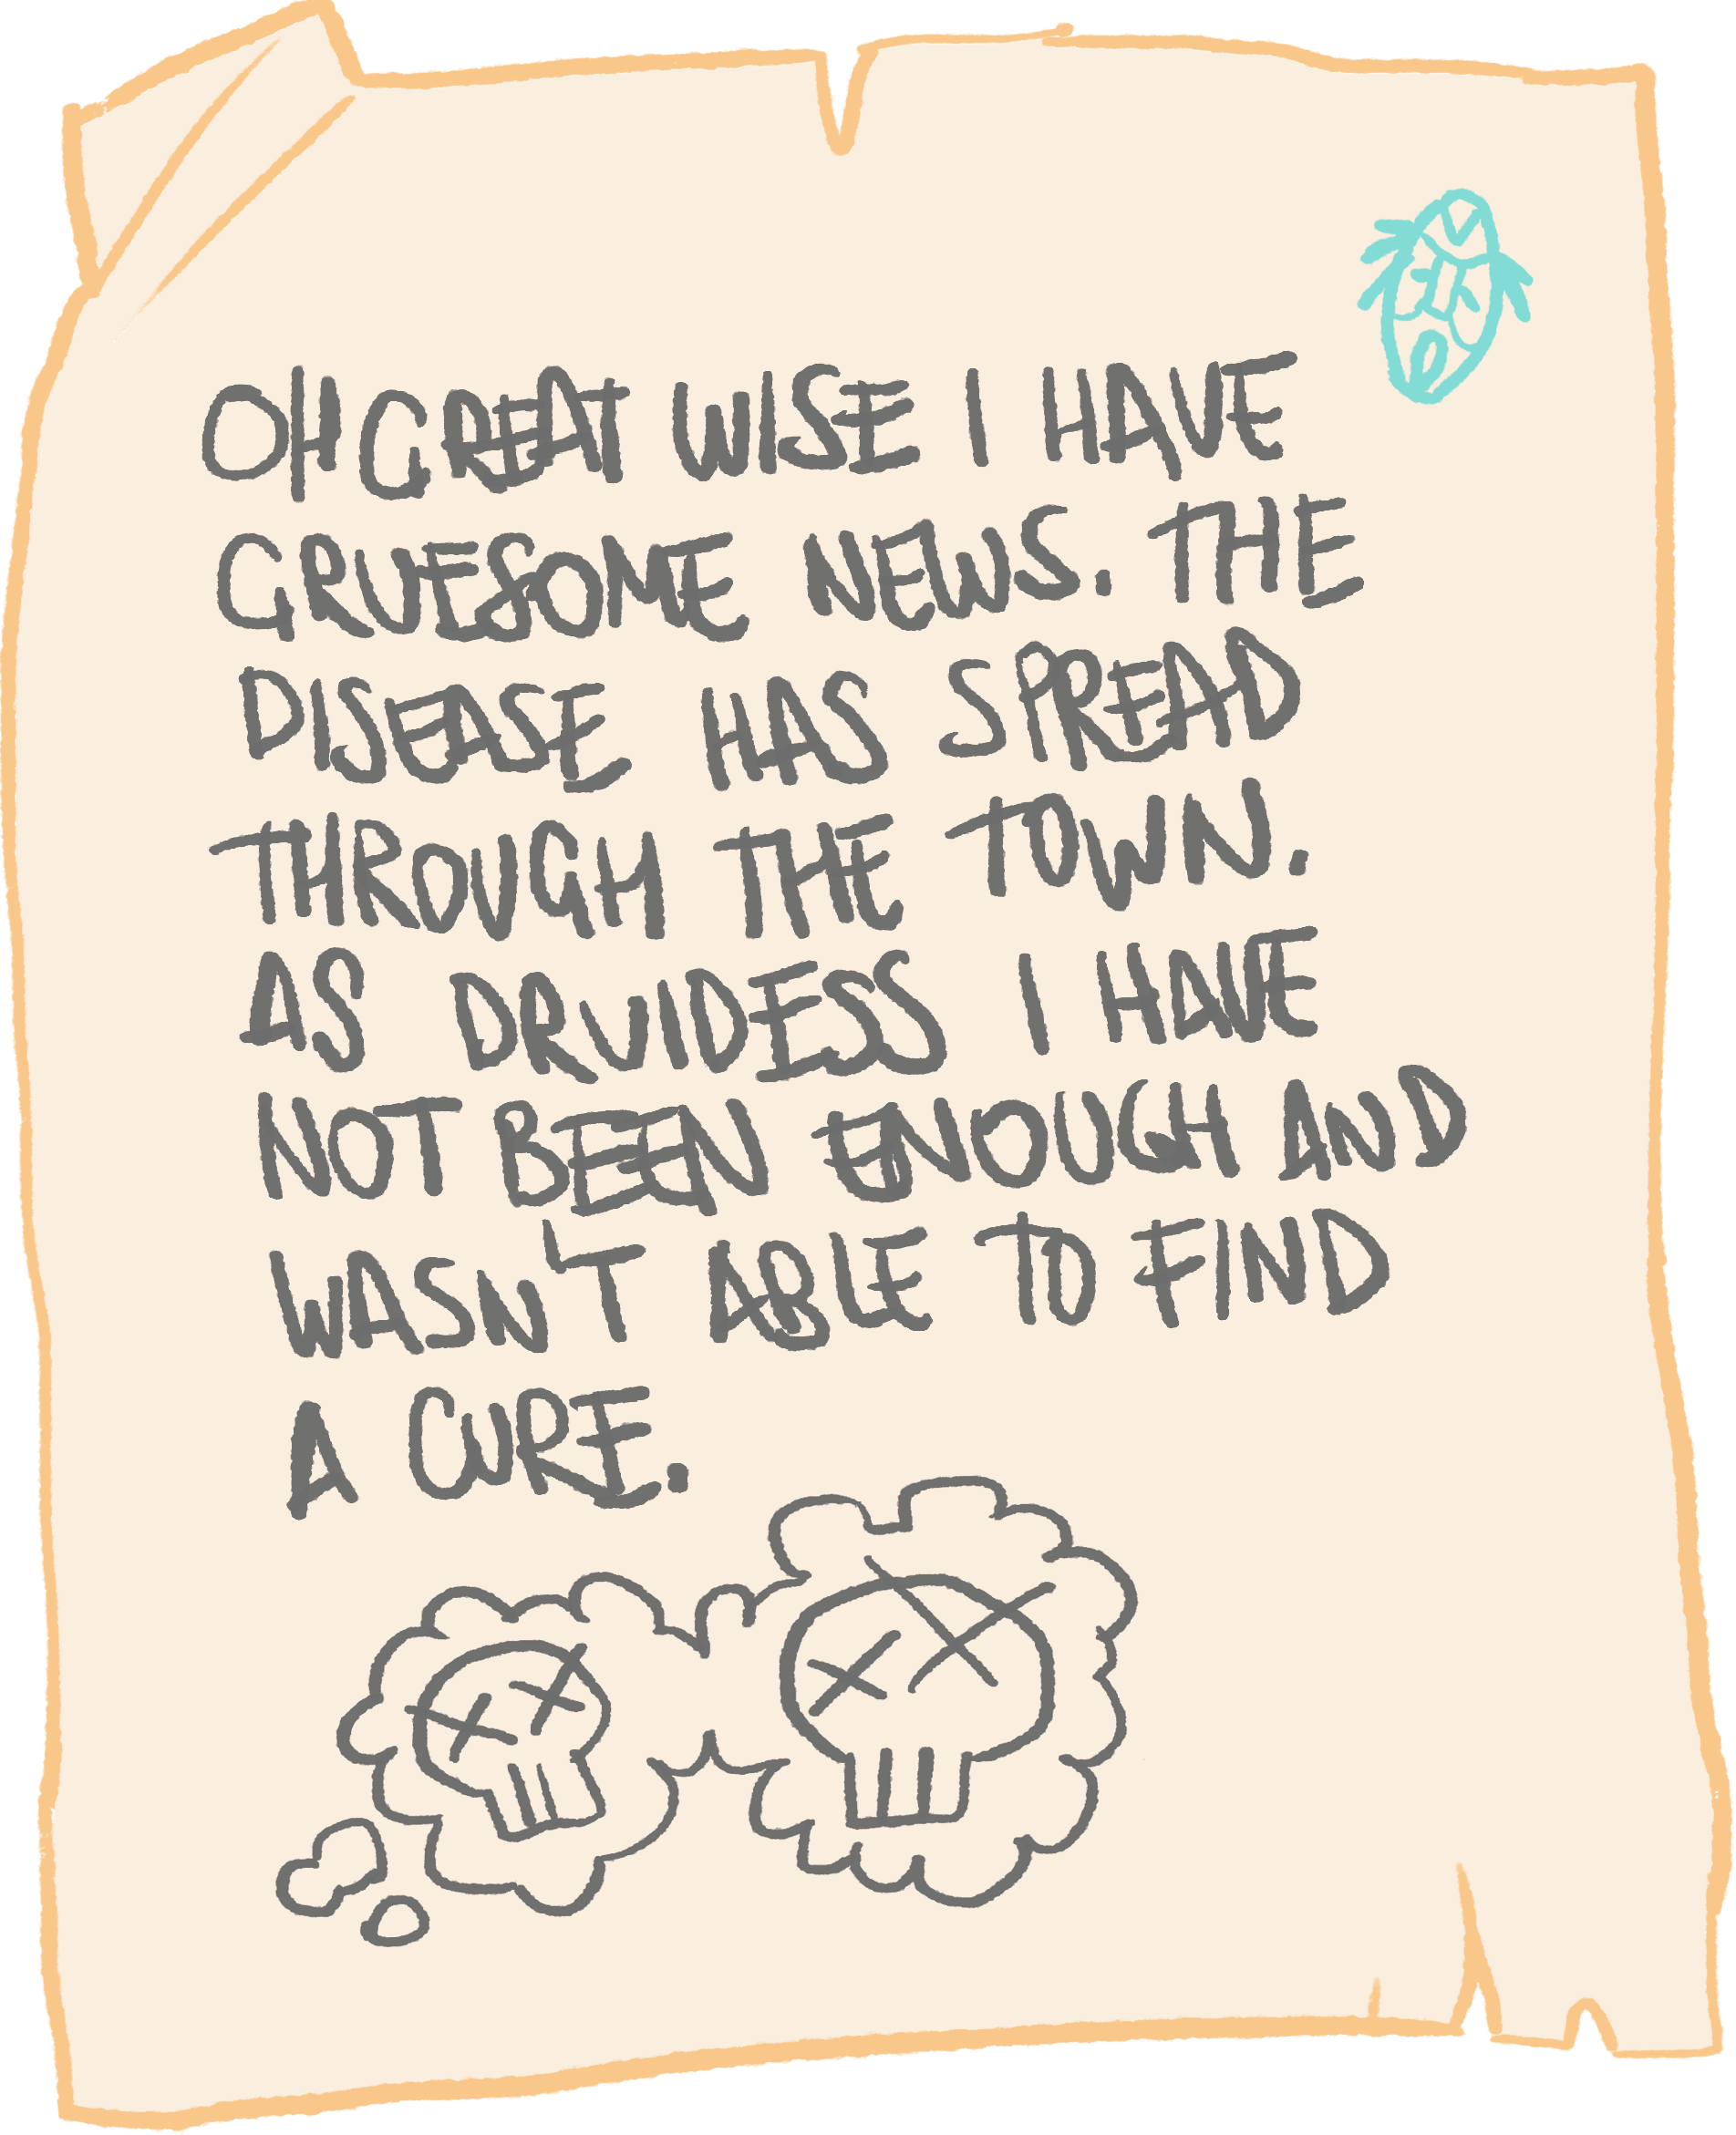 OH GREAT WISE I HAVE
GRUESOME NEWS. THE
DISEASE HAS SPREAD
THROUGH THE TOWN.
AS DRUIDESS I HAVE
NOT BEEN ENOUGH AND
WASN'T ABLE TO FIND
A CURE.